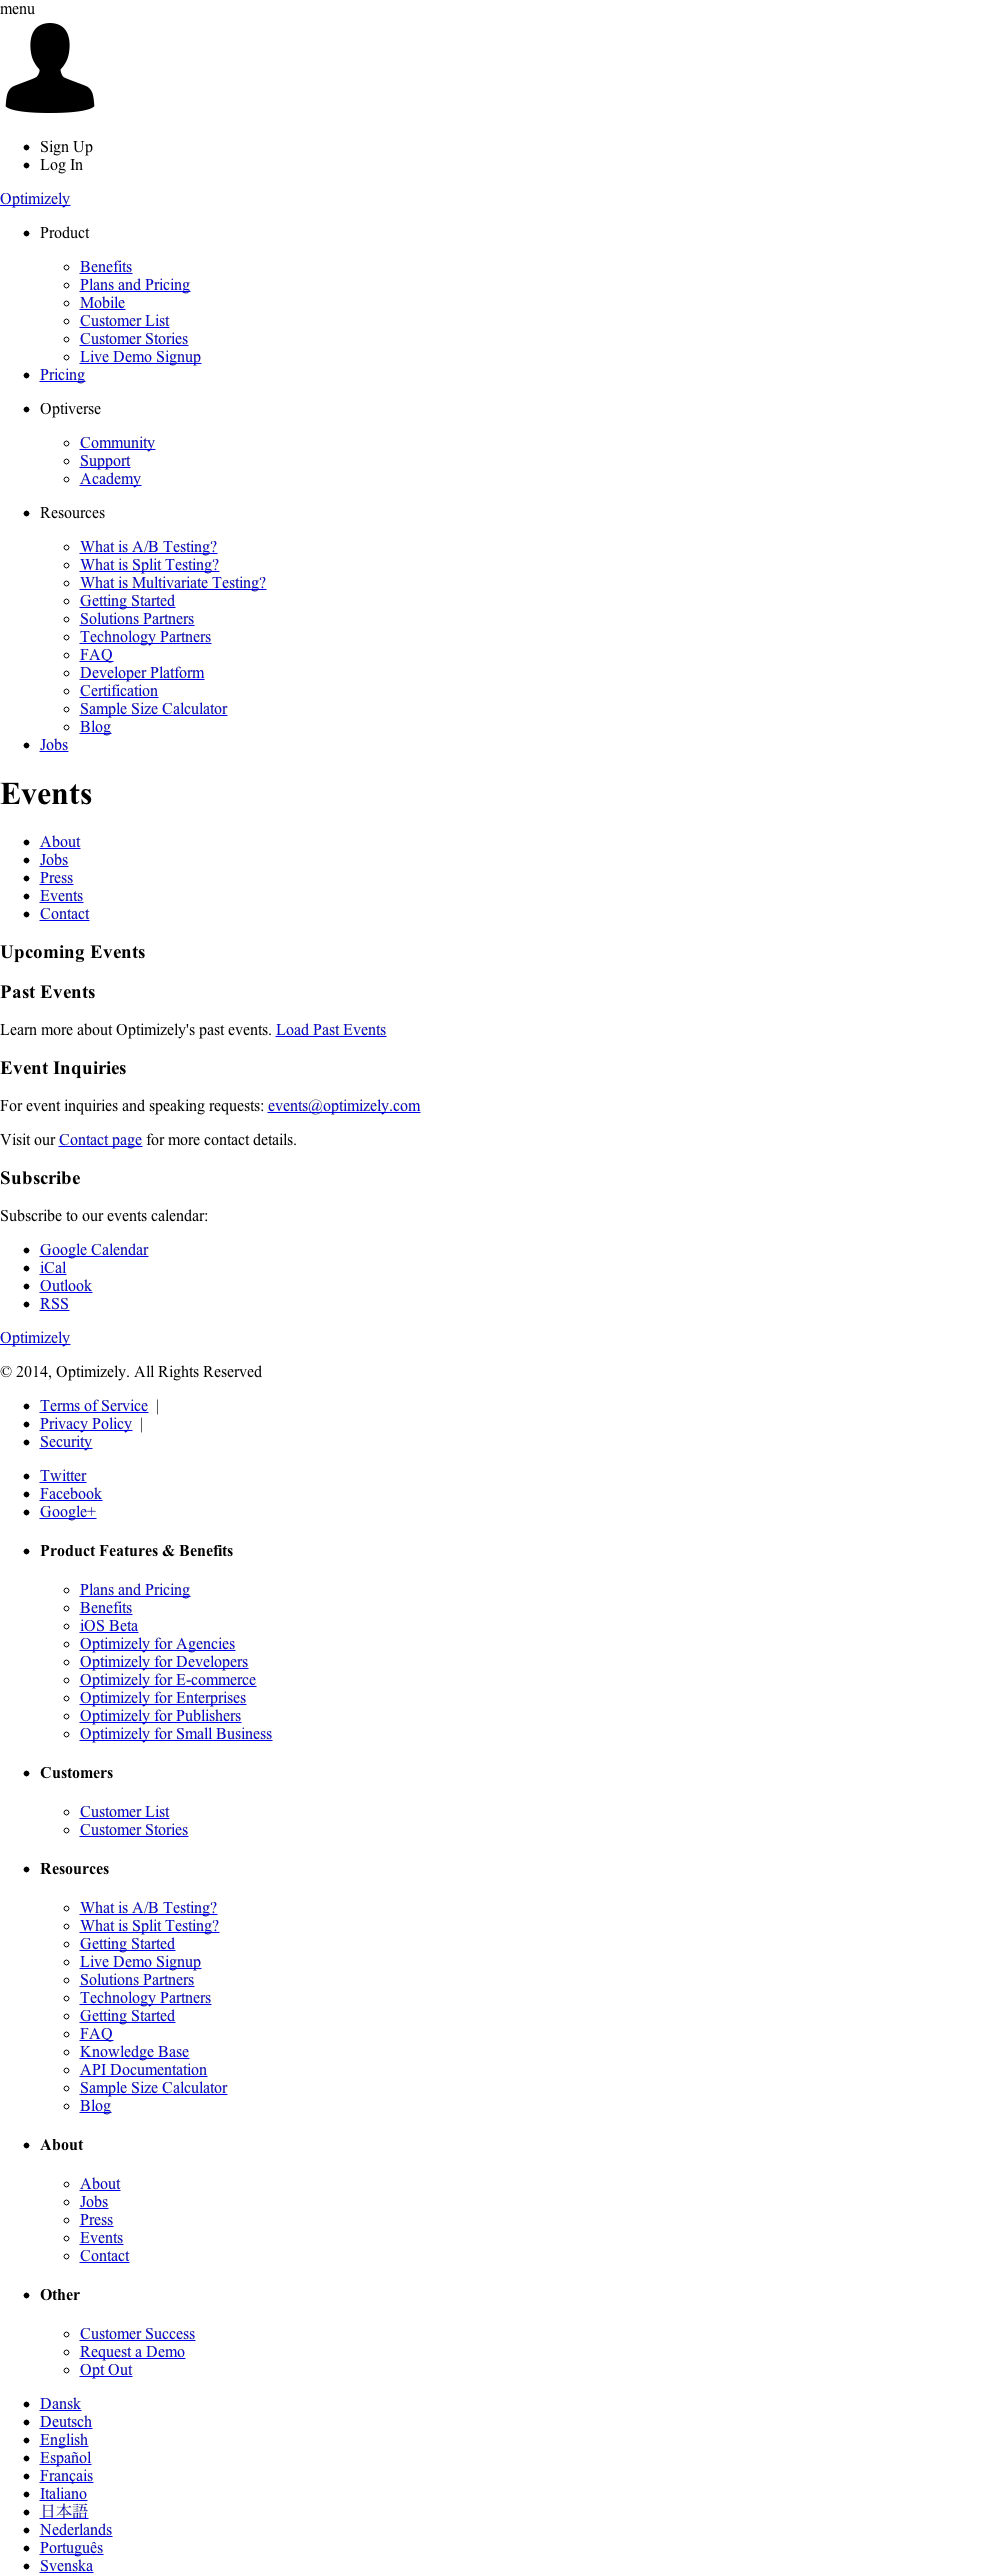 menu
Sign Up
Log In
Optimizely
Product
Benefits
Plans and Pricing
Mobile
Customer List
Customer Stories
Live Demo Signup
Pricing
Optiverse
Community
Support
Academy
Resources
What is A/B Testing?
What is Split Testing?
What is Multivariate Testing?
Getting Started
Solutions Partners
Technology Partners
FAQ
Developer Platform
Certification
Sample Size Calculator
Blog
Jobs
Events
About
Jobs
Press
Events
Contact
Upcoming Events
Past Events
Learn more about Optimizely's past events. Load Past Events
Event Inquiries
For event inquiries and speaking requests: events@optimizely.com
Visit our Contact page for more contact details.
Subscribe
Subscribe to our events calendar:
Google Calendar
iCal
Outlook
RSS
Optimizely
© 2014, Optimizely. All Rights Reserved
Terms of Service |
Privacy Policy |
Security
Twitter
Facebook
Google+
Product Features & Benefits
Plans and Pricing
Benefits
iOS Beta
Optimizely for Agencies
Optimizely for Developers
Optimizely for E-commerce
Optimizely for Enterprises
Optimizely for Publishers
Optimizely for Small Business
Customers
Customer List
Customer Stories
Resources
What is A/B Testing?
What is Split Testing?
Getting Started
Live Demo Signup
Solutions Partners
Technology Partners
Getting Started
FAQ
Knowledge Base
API Documentation
Sample Size Calculator
Blog
About
About
Jobs
Press
Events
Contact
Other
Customer Success
Request a Demo
Opt Out
Dansk
Deutsch
English
Español
Français
Italiano
日本語
Nederlands
Português
Svenska